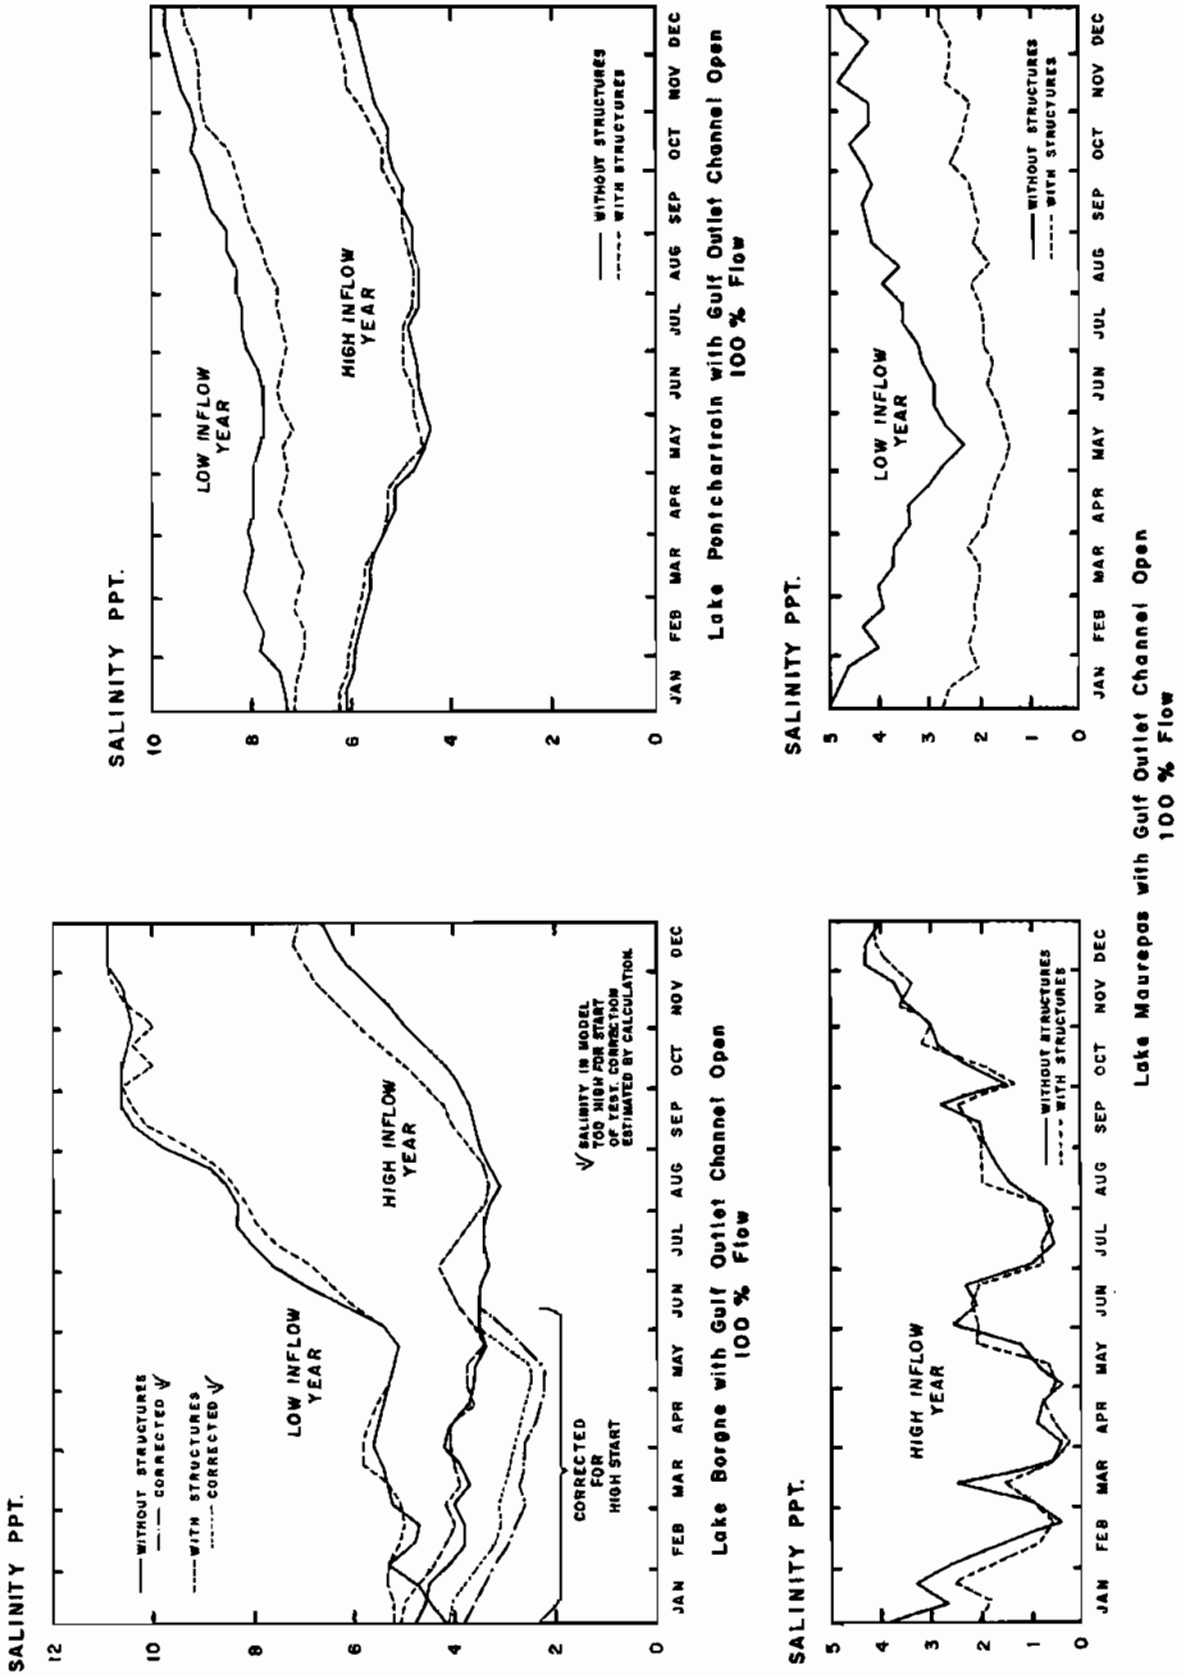 SALINITY PPT.
12
10
8
6
4
2
0
WITHOUT STRUCTURES
CORRECTED
WITH STRUCTURES
CORRECTED
LOW INFLOW
YEAR
HIGH INFLOW
YEAR
CORRECTED
FOR
HIGH START
SALINITY IN MODEL
TOO HIGH FOR START
OF TEST. CORRECTION
ESTIMATED BY CALCULATION.
JAN FEB MAR APR MAY JUN JUL AUG SEP OCT NOV DEC
Lake Borgne with Gulf Outlet Channel Open
100 % Flow
SALINITY PPT.
10
8
6
4
2
0
LOW INFLOW
YEAR
HIGH INFLOW
YEAR
WITHOUT STRUCTURES
WITH STRUCTURES
JAN FEB MAR APR MAY JUN JUL AUG SEP OCT NOV DEC
Lake Pontchartrain with Gulf Outlet Channel Open
100 % Flow
SALINITY PPT.
5
4
3
2
1
0
HIGH INFLOW
YEAR
WITHOUT STRUCTURES
WITH STRUCTURES
JAN FEB MAR APR MAY JUN JUL AUG SEP OCT NOV DEC
SALINITY PPT.
5
4
3
2
1
0
LOW INFLOW
YEAR
WITHOUT STRUCTURES
WITH STRUCTURES
JAN FEB MAR APR MAY JUN JUL AUG SEP OCT NOV DEC
Lake Maurepas with Gulf Outlet Channel Open
100 % Flow